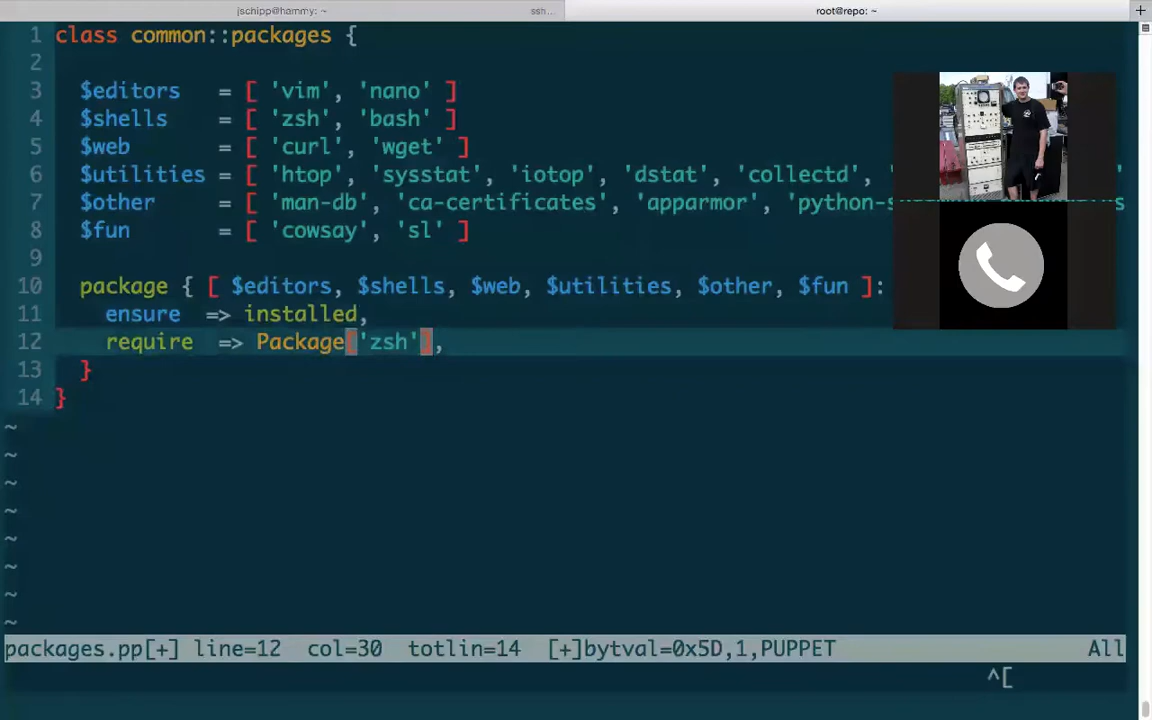 jschipp@hammy: ~ ssh... root@repo: ~ +
1 class common::packages {
2
3 $editors = [ 'vim', 'nano' ]
4 $shells = [ 'zsh', 'bash' ]
5 $web = [ 'curl', 'wget' ]
6 $utilities = [ 'htop', 'sysstat', 'iotop', 'dstat', 'collectd', '
7 $other = [ 'man-db', 'ca-certificates', 'apparmor', 'python-s
8 $fun = [ 'cowsay', 'sl' ]
9
10 package { [ $editors, $shells, $web, $utilities, $other, $fun ]:
11 ensure => installed,
12 require => Package['zsh'],
13 }
14 }
~
~
~
~
~
~
~
~
packages.pp[+] line=12 col=30 totlin=14 [+]bytval=0x5D,1,PUPPET All
^[